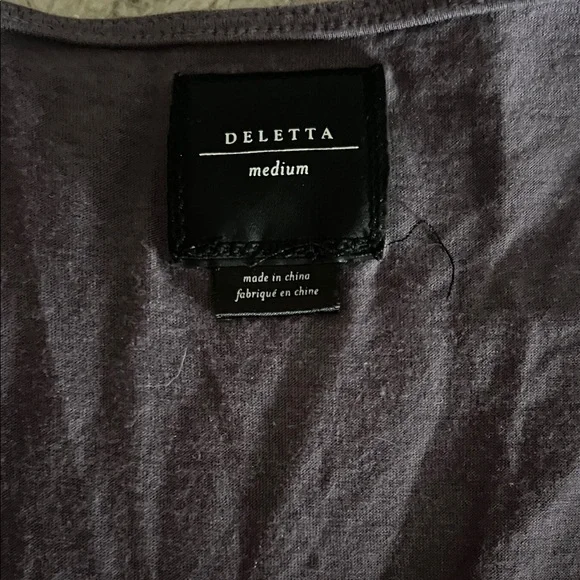 DELETTA
medium
made in china
fabriqué en chine